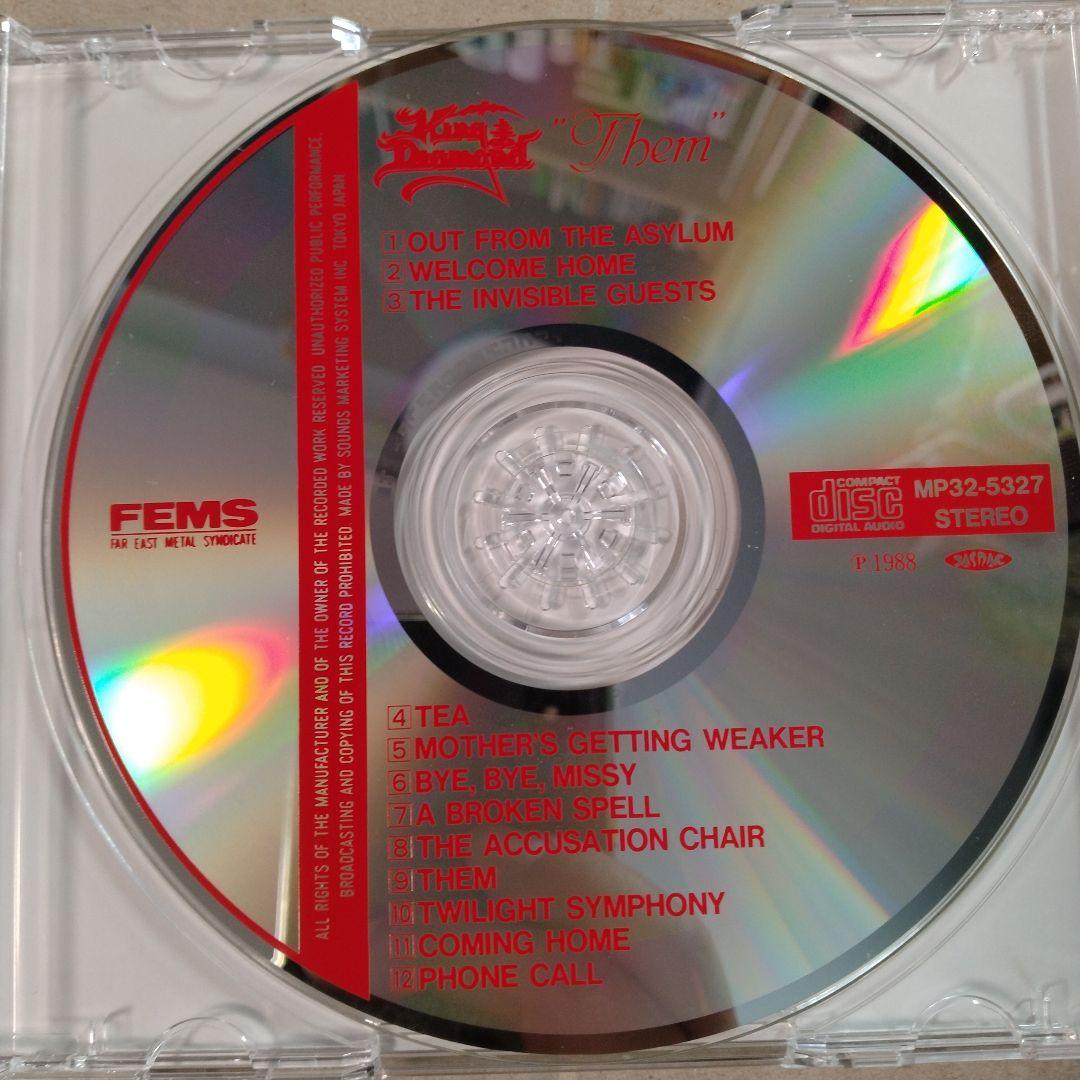 King Diamond "Them"
1 OUT FROM THE ASYLUM
2 WELCOME HOME
3 THE INVISIBLE GUESTS
ALL RIGHTS OF THE MANUFACTURER AND OF THE OWNER OF THE RECORDED WORK RESERVED UNAUTHORIZED PUBLIC PERFORMANCE,
BROADCASTING AND COPYING OF THIS RECORD PROHIBITED MADE BY SOUNDS MARKETING SYSTEM INC TOKYO JAPAN
FEMS
FAR EAST METAL SYNDICATE
COMPACT
disc
DIGITAL AUDIO
MP32-5327
STEREO
℗ 1988
JASRAC
4 TEA
5 MOTHER'S GETTING WEAKER
6 BYE, BYE, MISSY
7 A BROKEN SPELL
8 THE ACCUSATION CHAIR
9 THEM
10 TWILIGHT SYMPHONY
11 COMING HOME
12 PHONE CALL